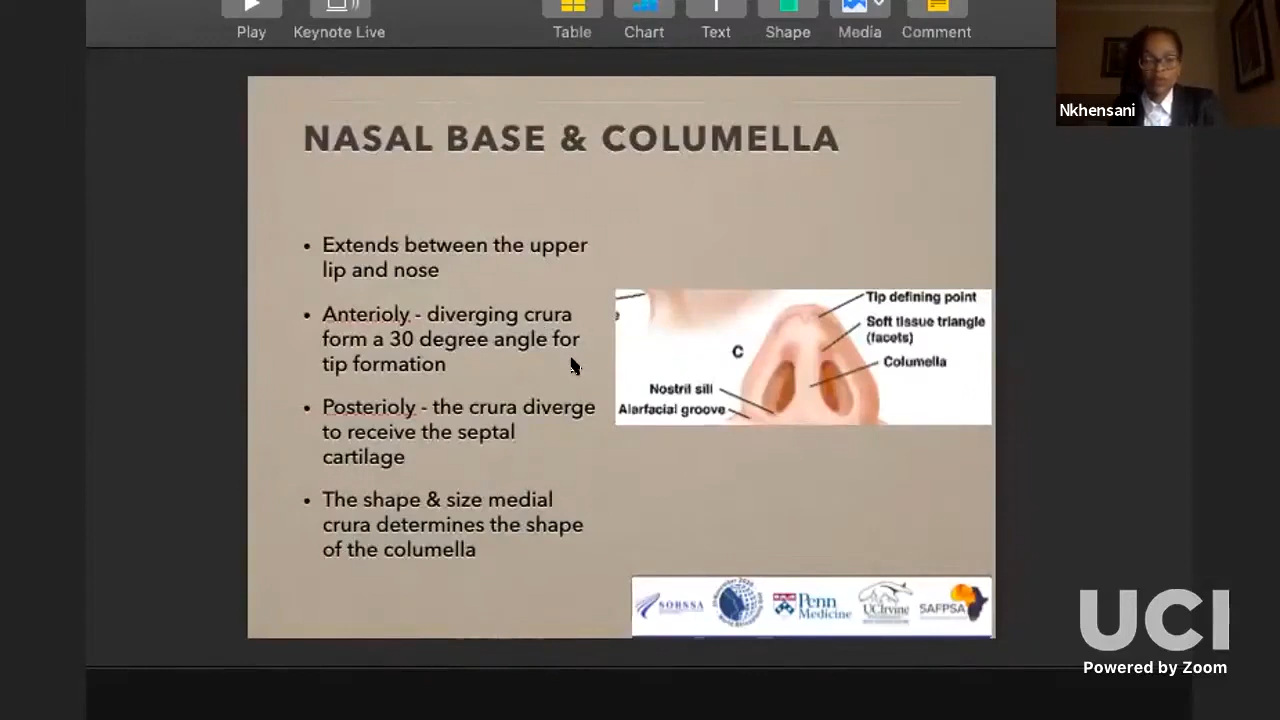 Play
Keynote Live
Table
Chart
Text
Shape
Media
Comment
Nkhensani
NASAL BASE & COLUMELLA
• Extends between the upper
lip and nose
• Anterioly - diverging crura
form a 30 degree angle for
tip formation
• Posterioly - the crura diverge
to receive the septal
cartilage
• The shape & size medial
crura determines the shape
of the columella
Tip defining point
Soft tissue triangle
(facets)
C
Columella
Nostril sill
Alarfacial groove
SORSSA
Penn
Medicine
UCIrvine
SAFPSA
UCI
Powered by Zoom